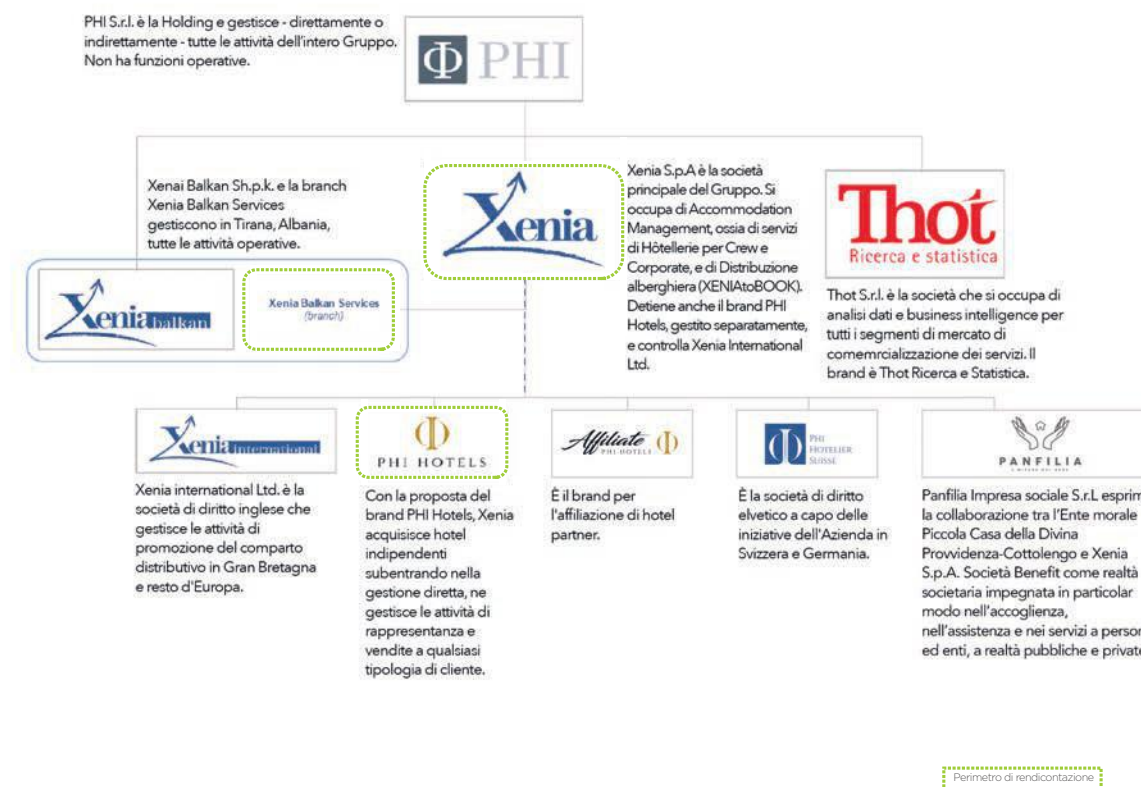 PHI S.r.l. è la Holding e gestisce - direttamente o
indirettamente - tutte le attività dell'intero Gruppo.
Non ha funzioni operative.
Φ PHI
Xenai Balkan Sh.p.k. e la branch
Xenia Balkan Services
gestiscono in Tirana, Albania,
tutte le attività operative.
Xenia balkan
Xenia Balkan Services
(branch)
Xenia
Xenia S.p.A è la società
principale del Gruppo. Si
occupa di Accommodation
Management, ossia di servizi
di Hôtellerie per Crew e
Corporate, e di Distribuzione
alberghiera (XENIAtoBOOK).
Detiene anche il brand PHI
Hotels, gestito separatamente,
e controlla Xenia International
Ltd.
Thot
Ricerca e statistica
Thot S.r.l. è la società che si occupa di
analisi dati e business intelligence per
tutti i segmenti di mercato di
comemrcializzazione dei servizi. Il
brand è Thot Ricerca e Statistica.
Xenia international
Xenia international Ltd. è la
società di diritto inglese che
gestisce le attività di
promozione del comparto
distributivo in Gran Bretagna
e resto d'Europa.
Φ
PHI HOTELS
Con la proposta del
brand PHI Hotels, Xenia
acquisisce hotel
indipendenti
subentrando nella
gestione diretta, ne
gestisce le attività di
rappresentanza e
vendite a qualsiasi
tipologia di cliente.
Affiliate Φ
PHI HOTELS
È il brand per
l'affiliazione di hotel
partner.
Φ PHI
HOTELIER
SUISSE
È la società di diritto
elvetico a capo delle
iniziative dell'Azienda in
Svizzera e Germania.
PANFILIA
Panfilia Impresa sociale S.r.L esprim
la collaborazione tra l'Ente morale
Piccola Casa della Divina
Provvidenza-Cottolengo e Xenia
S.p.A. Società Benefit come realtà
societaria impegnata in particolar
modo nell'accoglienza,
nell'assistenza e nei servizi a person
ed enti, a realtà pubbliche e private
Perimetro di rendicontazione